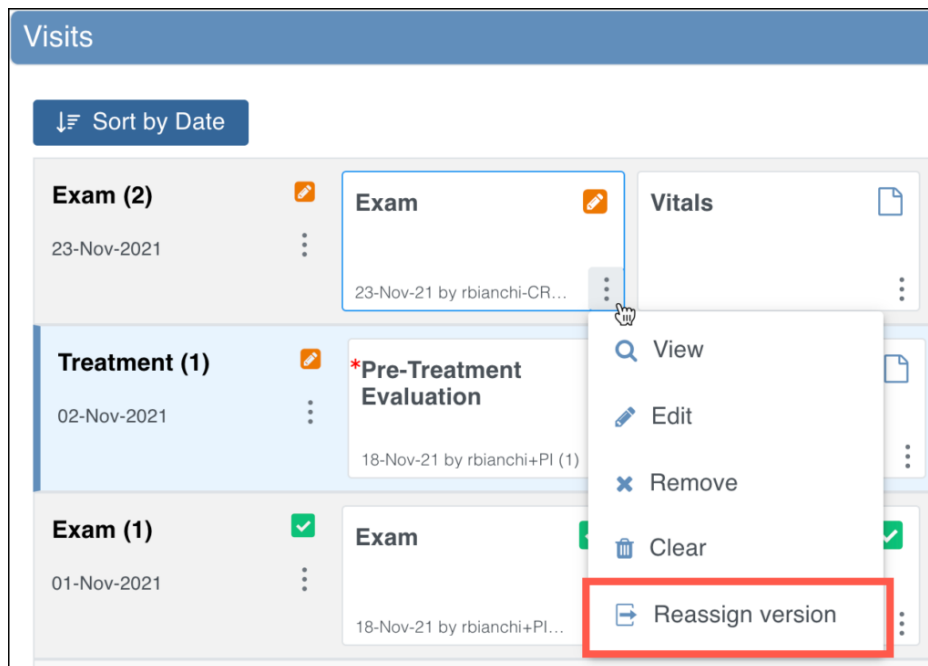 Visits
Sort by Date
Exam (2)
23-Nov-2021
Exam
23-Nov-21 by rbianchi-CR...
Vitals
View
Edit
Remove
Clear
Reassign version
Treatment (1)
02-Nov-2021
*Pre-Treatment
Evaluation
18-Nov-21 by rbianchi+PI (1)
Exam (1)
01-Nov-2021
Exam
18-Nov-21 by rbianchi+PI...